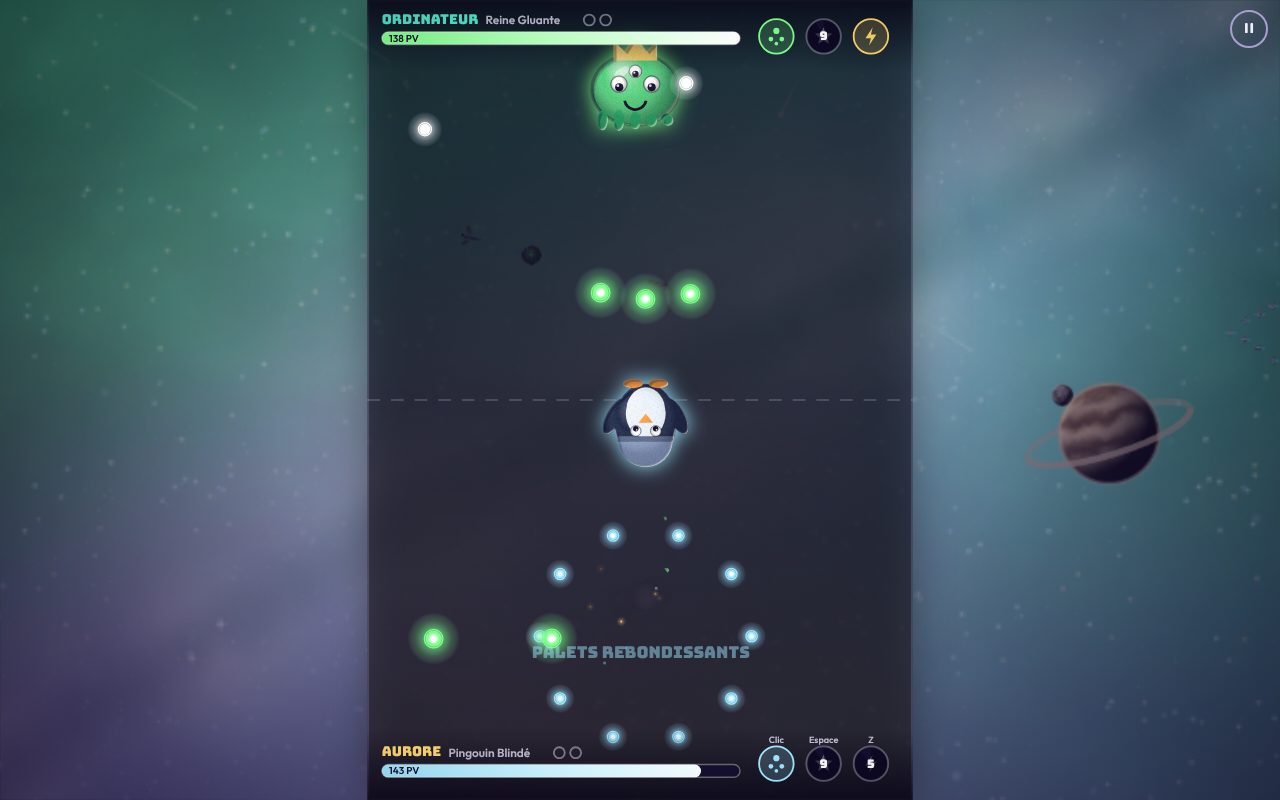 ORDINATEUR Reine Gluante
138 PV
9
PALETS REBONDISSANTS
AURORE Pingouin Blindé
143 PV
Clic Espace Z
9 5